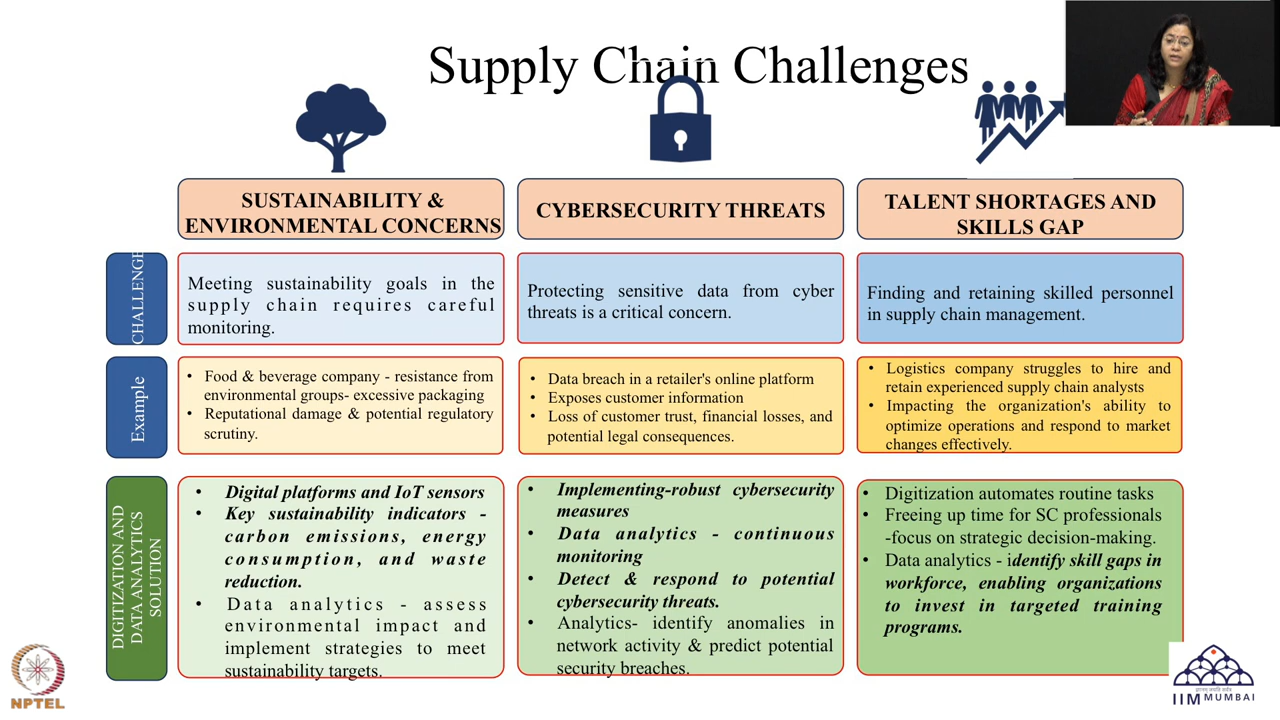 Supply Chain Challenges
SUSTAINABILITY &
ENVIRONMENTAL CONCERNS
CYBERSECURITY THREATS
TALENT SHORTAGES AND
SKILLS GAP
CHALLENGE
Meeting sustainability goals in the
supply chain requires careful
monitoring.
Protecting sensitive data from cyber
threats is a critical concern.
Finding and retaining skilled personnel
in supply chain management.
Example
• Food & beverage company - resistance from
environmental groups- excessive packaging
• Reputational damage & potential regulatory
scrutiny.
• Data breach in a retailer's online platform
• Exposes customer information
• Loss of customer trust, financial losses, and
potential legal consequences.
• Logistics company struggles to hire and
retain experienced supply chain analysts
• Impacting the organization's ability to
optimize operations and respond to market
changes effectively.
DIGITIZATION AND
DATA ANALYTICS
SOLUTION
• Digital platforms and IoT sensors
• Key sustainability indicators -
carbon emissions, energy
consumption, and waste
reduction.
• Data analytics - assess
environmental impact and
implement strategies to meet
sustainability targets.
• Implementing-robust cybersecurity
measures
• Data analytics - continuous
monitoring
• Detect & respond to potential
cybersecurity threats.
• Analytics- identify anomalies in
network activity & predict potential
security breaches.
• Digitization automates routine tasks
• Freeing up time for SC professionals
-focus on strategic decision-making.
• Data analytics - identify skill gaps in
workforce, enabling organizations
to invest in targeted training
programs.
NPTEL
IIM MUMBAI